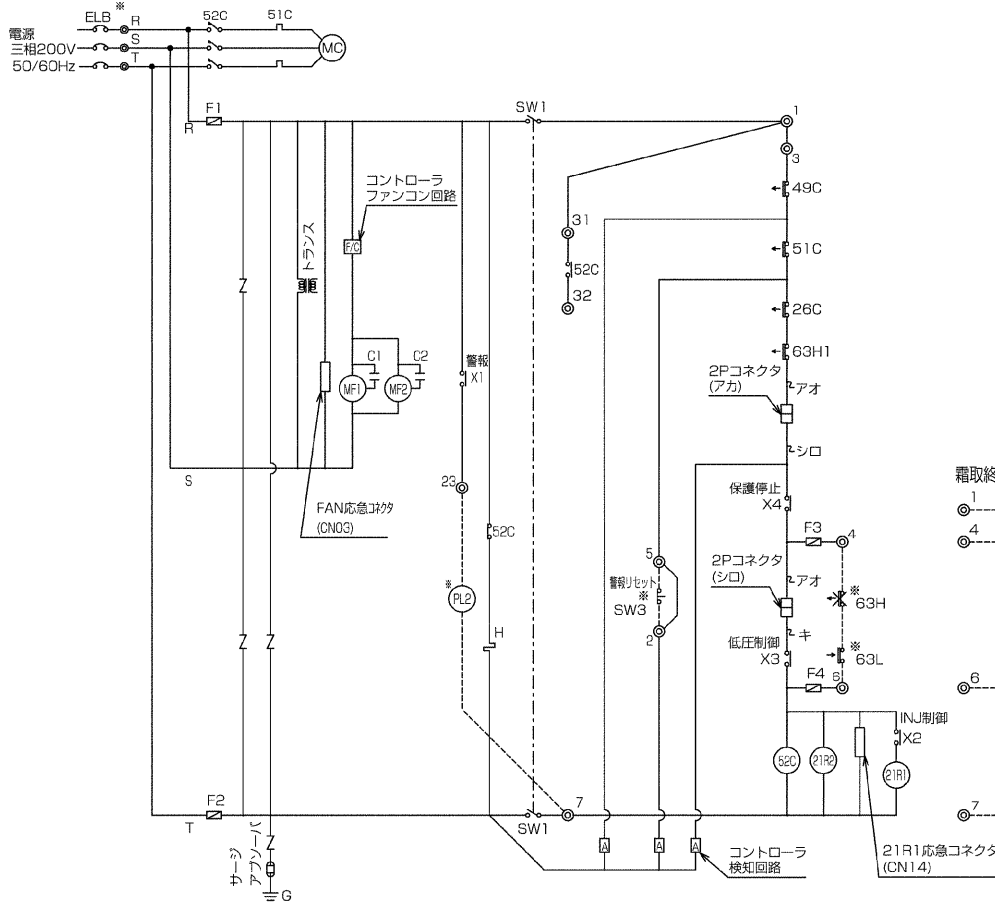 ELB ※
R
52C
51C
電源
三相200V
50/60Hz
S
T
MC
F1
R
SW1
1
3
49C
コントローラ
ファンコン回路
F/C
トランス
31
52C
32
51C
26C
63H1
C1
C2
MF1
MF2
警報
X1
2Pコネクタ
(アカ)
アオ
シロ
S
23
FAN応急コネクタ
(CN03)
52C
保護停止
X4
F3
4
霜取終
1
4
5
警報リセット
※
SW3
2
2Pコネクタ
(シロ)
アオ
キ
※
63H
※
PL2
H
低圧制御
X3
※
63L
F4
6
6
INJ制御
X2
52C
21R2
21R1
F2
T
SW1
7
7
A
A
A
コントローラ
検知回路
21R1応急コネクタ
(CN14)
サージ
アブソーバ
G